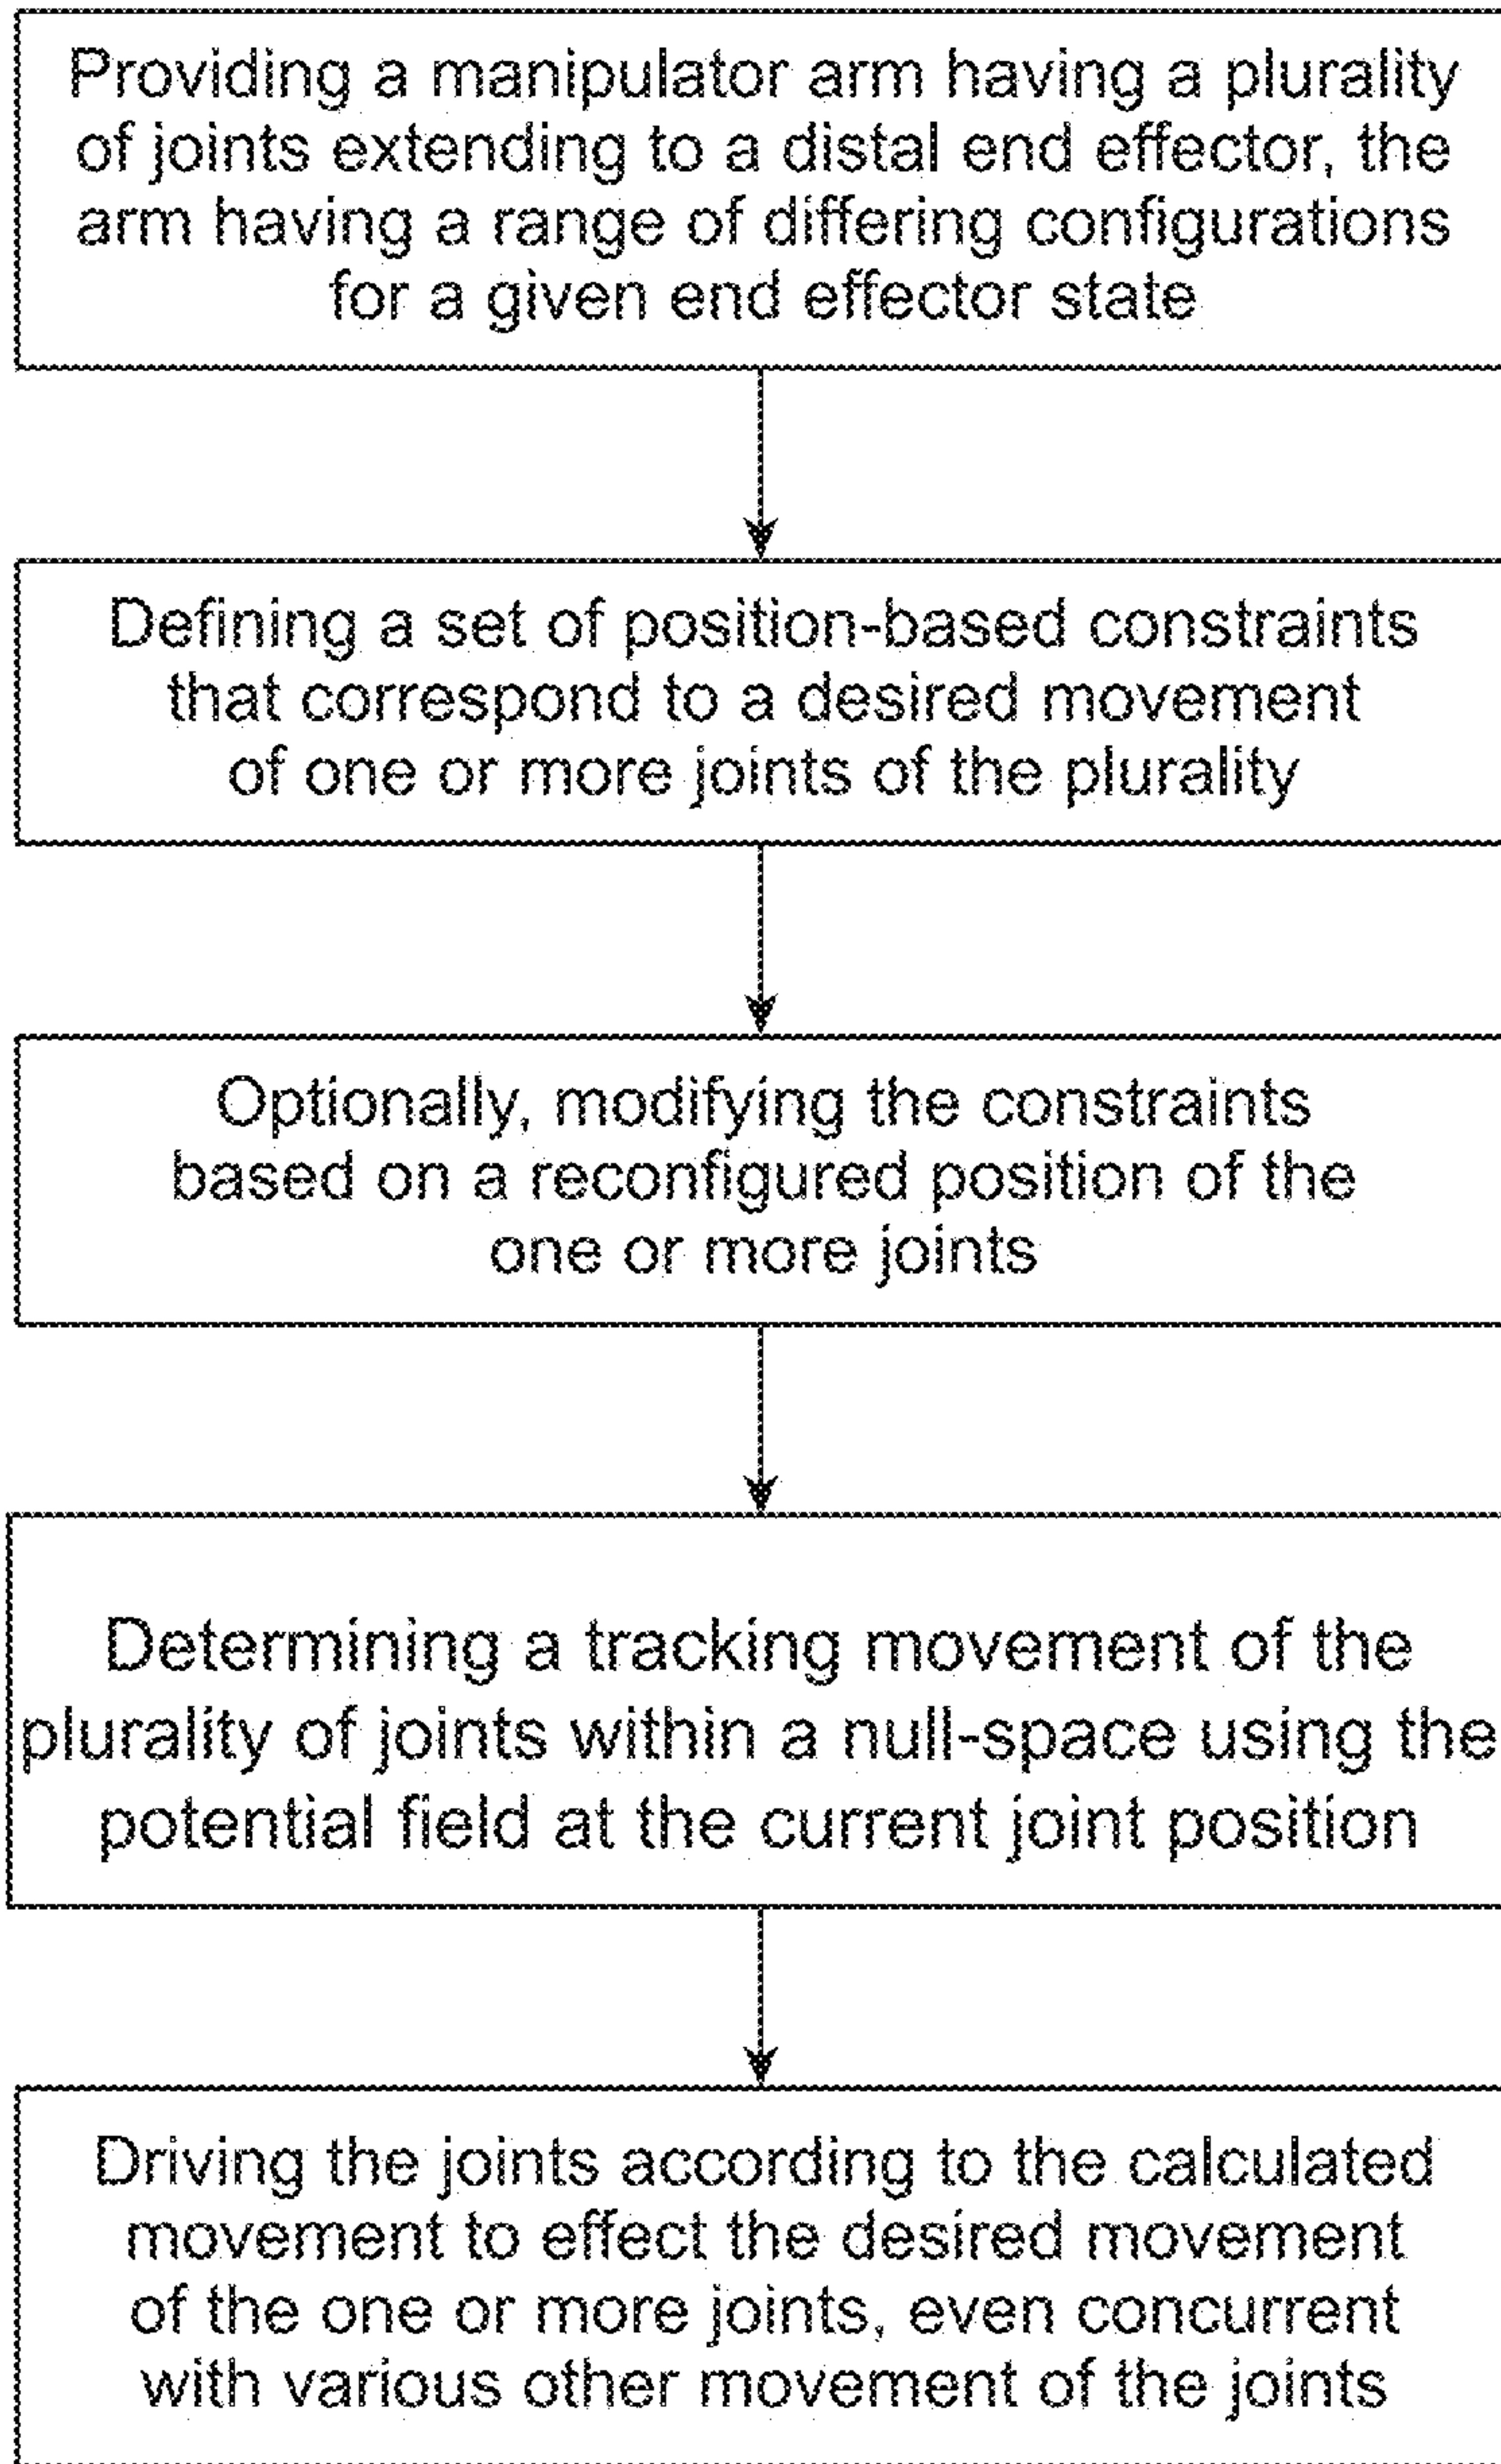 Providing a manipulator arm having a plurality
of joints extending to a distal end effector, the
arm having a range of differing configurations
for a given end effector state
Defining a set of position-based constraints
that correspond to a desired movement
of one or more joints of the plurality
Optionally, modifying the constraints
based on a reconfigured position of the
one or more joints
Determining a tracking movement of the
plurality of joints within a null-space using the
potential field at the current joint position
Driving the joints according to the calculated
movement to effect the desired movement
of the one or more joints, even concurrent
with various other movement of the joints